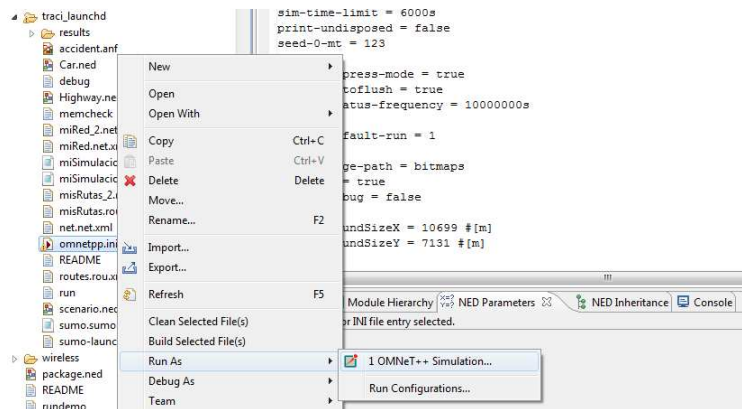 traci_launchd
results
accident.anf
Car.ned
debug
Highway.ne
memcheck
miRed_2.net
miRed.net.x
miSimulacic
miSimulacic
misRutas_2.
misRutas.rou
net.net.xml
omnetpp.ini
README
routes.rou.x
run
scenario.ned
sumo.sumo
sumo-launc
wireless
package.ned
README
rundemo
New
Open
Open With
Copy Ctrl+C
Paste Ctrl+V
Delete Delete
Move...
Rename... F2
Import...
Export...
Refresh F5
Clean Selected File(s)
Build Selected File(s)
Run As
Debug As
Team
1 OMNeT++ Simulation...
Run Configurations...
sim-time-limit = 6000s
print-undisposed = false
seed-0-mt = 123
press-mode = true
toflush = true
atus-frequency = 10000000s
fault-run = 1
ge-path = bitmaps
= true
bug = false
undSizeX = 10699 #[m]
undSizeY = 7131 #[m]
Module Hierarchy NED Parameters NED Inheritance Console
or INI file entry selected.